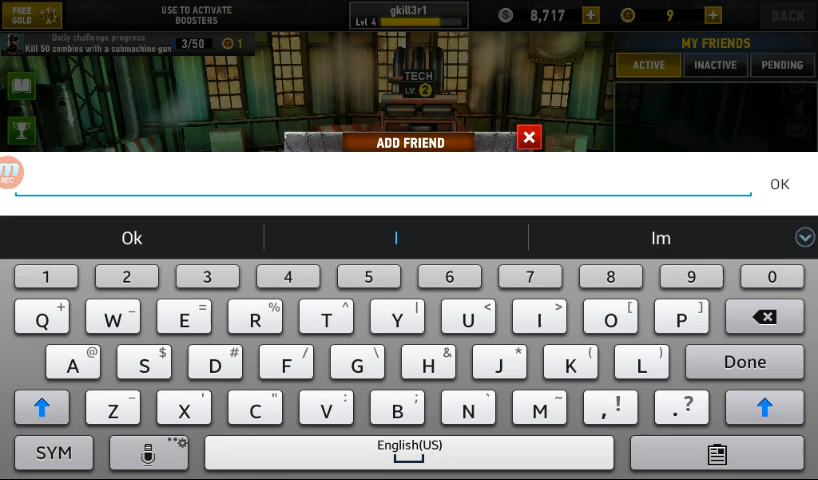 FREE GOLD
USE TO ACTIVATE BOOSTERS
gkill3r1
Lvl 4
S 8,717 +
G 9 +
BACK
Daily challenge progress
Kill 50 zombies with a submachine gun
3/50 G 1
TECH
LV. 2
MY FRIENDS
ACTIVE INACTIVE PENDING
ADD FRIEND
REC
OK
Ok I Im
1 2 3 4 5 6 7 8 9 0
Q + W _ E = R % T ^ Y | U < I > O [ P ]
A @ S $ D # F / G \ H & J * K ( L ) Done
Z - X ' C " V : B ; N ` M ~ , ! . ?
SYM English(US)